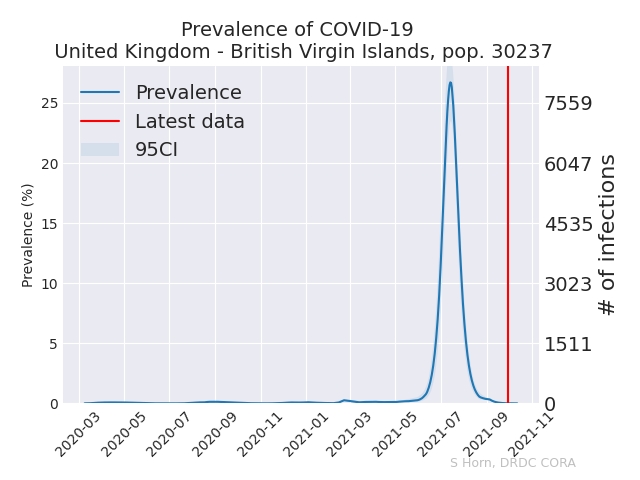 Prevalence of COVID-19
United Kingdom - British Virgin Islands, pop. 30237
Prevalence
Latest data
95CI
Prevalence (%)
25
20
15
10
5
0
7559
6047
4535
3023
1511
0
# of infections
2020-03
2020-05
2020-07
2020-09
2020-11
2021-01
2021-03
2021-05
2021-07
2021-09
2021-11
S Horn, DRDC CORA